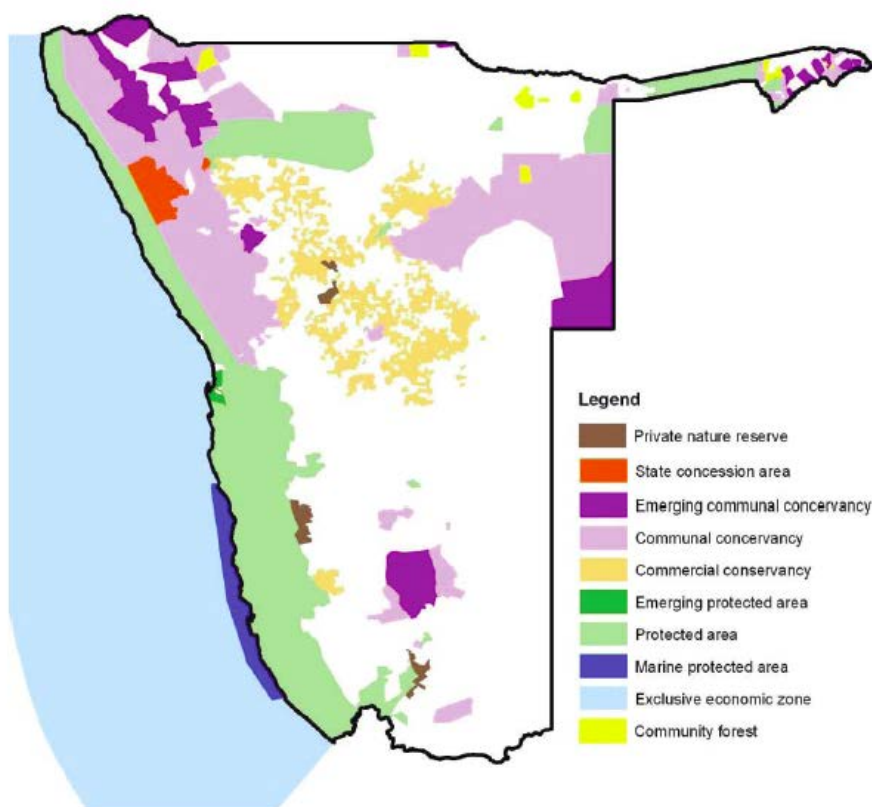 Legend
Private nature reserve
State concession area
Emerging communal concervancy
Communal concervancy
Commercial conservancy
Emerging protected area
Protected area
Marine protected area
Exclusive economic zone
Community forest